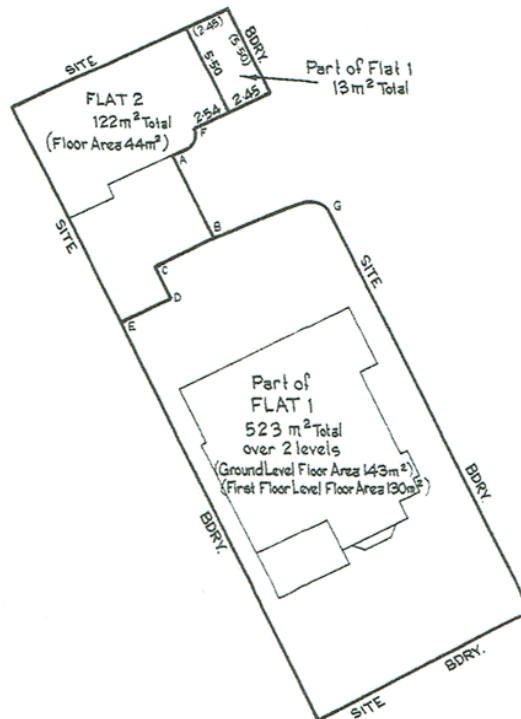 SITE
(2·45)
BDRY.
5·50
(5·50)
Part of Flat 1
13m² Total
FLAT 2
122m² Total
(Floor Area 44m²)
2·54
2·45
F
A
SITE
B
G
C
D
E
SITE
Part of
FLAT 1
523 m² Total
over 2 levels
(Ground Level Floor Area 143m²)
(First Floor Level Floor Area 130m²)
BDRY.
BDRY.
SITE
BDRY.